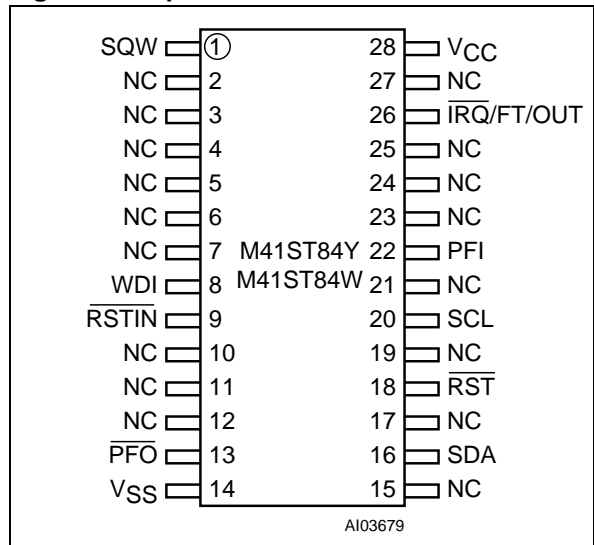 SQW 1 28 VCC
NC 2 27 NC
NC 3 26 IRQ/FT/OUT
NC 4 25 NC
NC 5 24 NC
NC 6 23 NC
NC 7 M41ST84Y 22 PFI
WDI 8 M41ST84W 21 NC
RSTIN 9 20 SCL
NC 10 19 NC
NC 11 18 RST
NC 12 17 NC
PFO 13 16 SDA
VSS 14 15 NC
AI03679